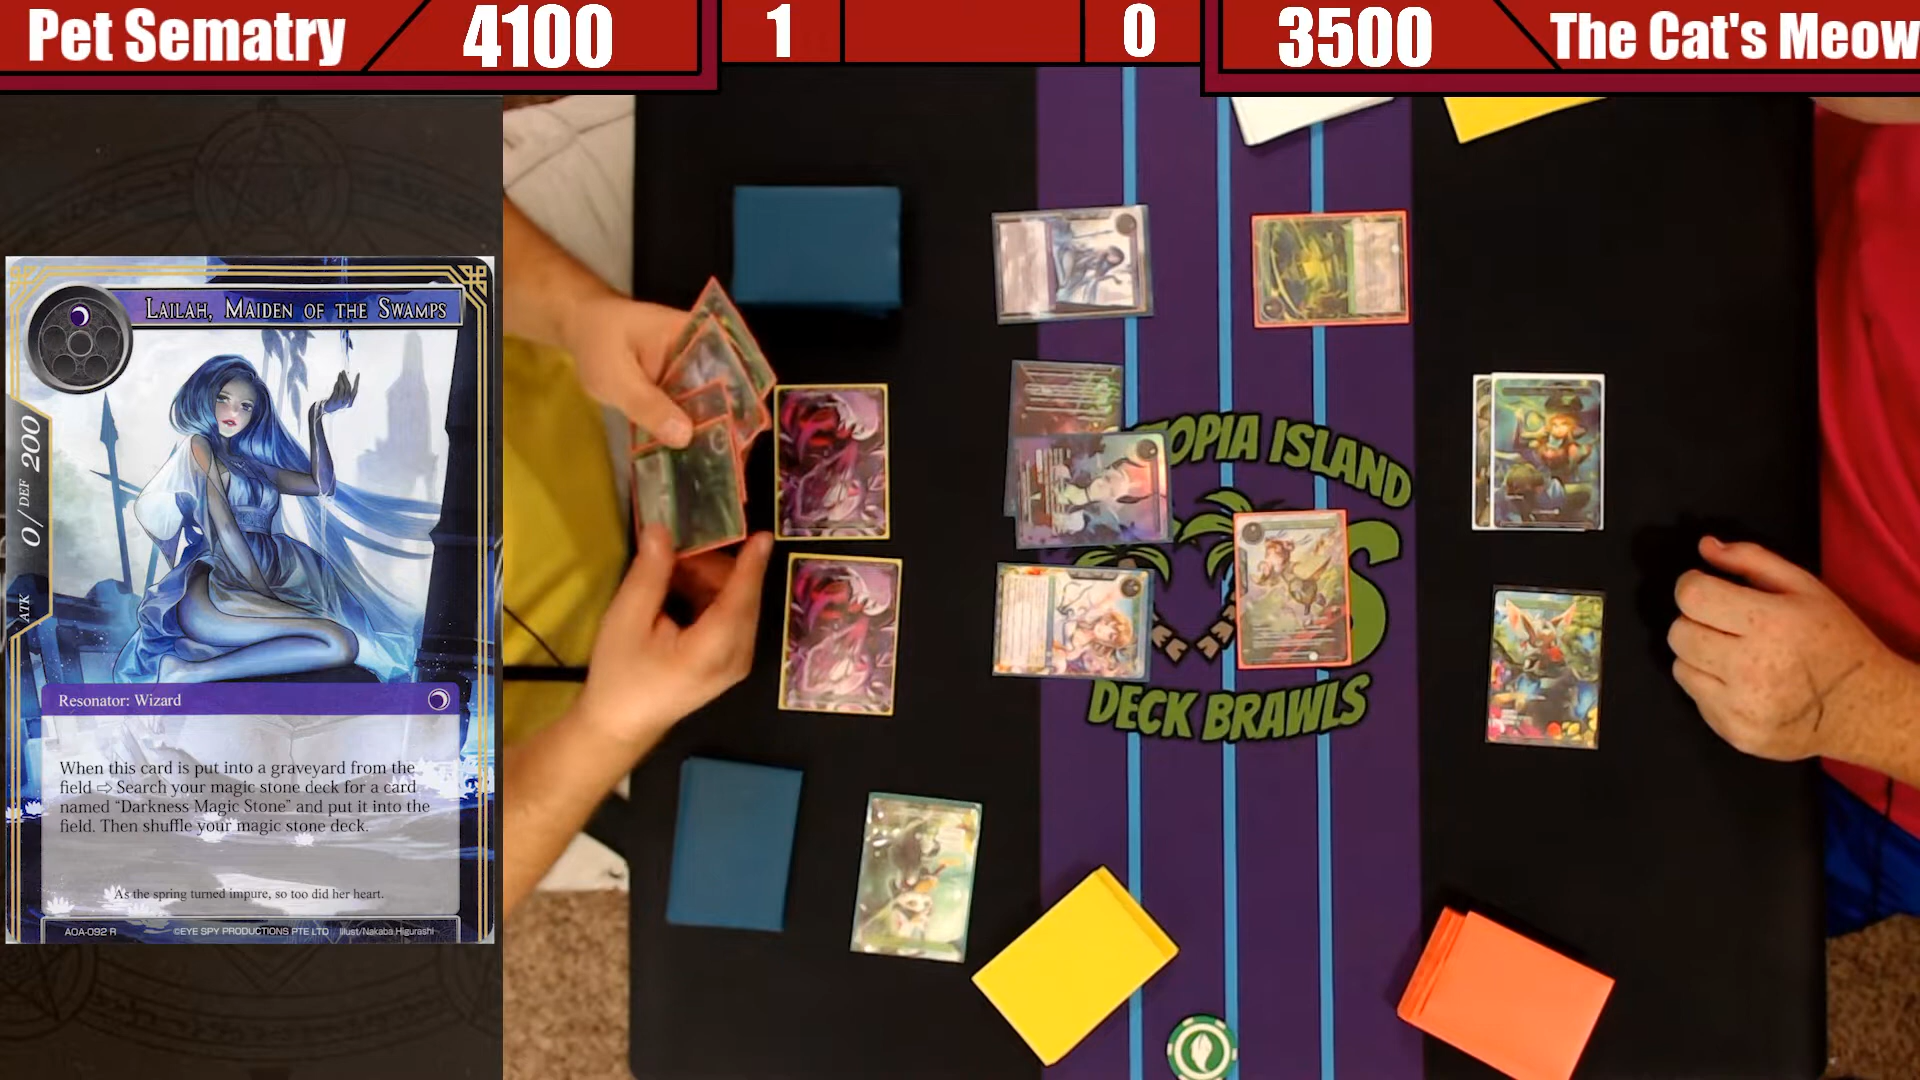 Pet Sematry
4100
1
0
3500
The Cat's Meow
LAILAH, MAIDEN OF THE SWAMPS
ATK 0 / DEF 200
Resonator: Wizard
When this card is put into a graveyard from the
field ⇨ Search your magic stone deck for a card
named “Darkness Magic Stone” and put it into the
field. Then shuffle your magic stone deck.
As the spring turned impure, so too did her heart.
AOA-092 R ©EYE SPY PRODUCTIONS PTE LTD Illust/Nakaba Higurashi
TOPIA ISLAND
DECK BRAWLS